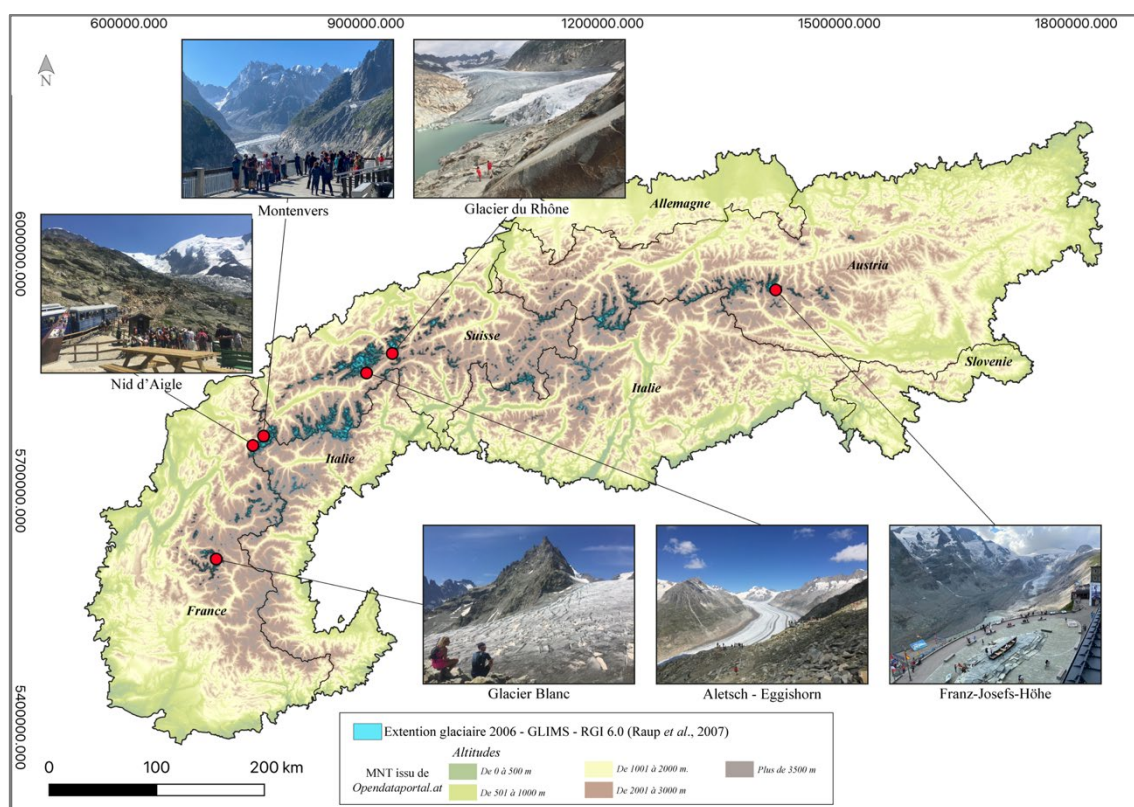 600000.000
900000.000
1200000.000
1500000.000
1800000.000
N
6000000.000
5700000.000
5400000.000
Montenvers
Glacier du Rhône
Nid d'Aigle
Allemagne
Austria
Suisse
Slovenie
Italie
Italie
France
Glacier Blanc
Aletsch - Eggishorn
Franz-Josefs-Höhe
Extention glaciaire 2006 - GLIMS - RGI 6.0 (Raup et al., 2007)
Altitudes
MNT issu de
Opendataportal.at
De 0 à 500 m
De 501 à 1000 m
De 1001 à 2000 m.
De 2001 à 3000 m
Plus de 3500 m
0 100 200 km